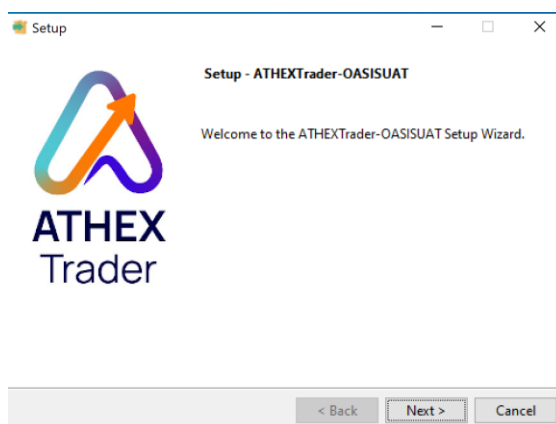 Setup
Setup - ATHEXTrader-OASISUAT
Welcome to the ATHEXTrader-OASISUAT Setup Wizard.
ATHEX
Trader
< Back
Next >
Cancel